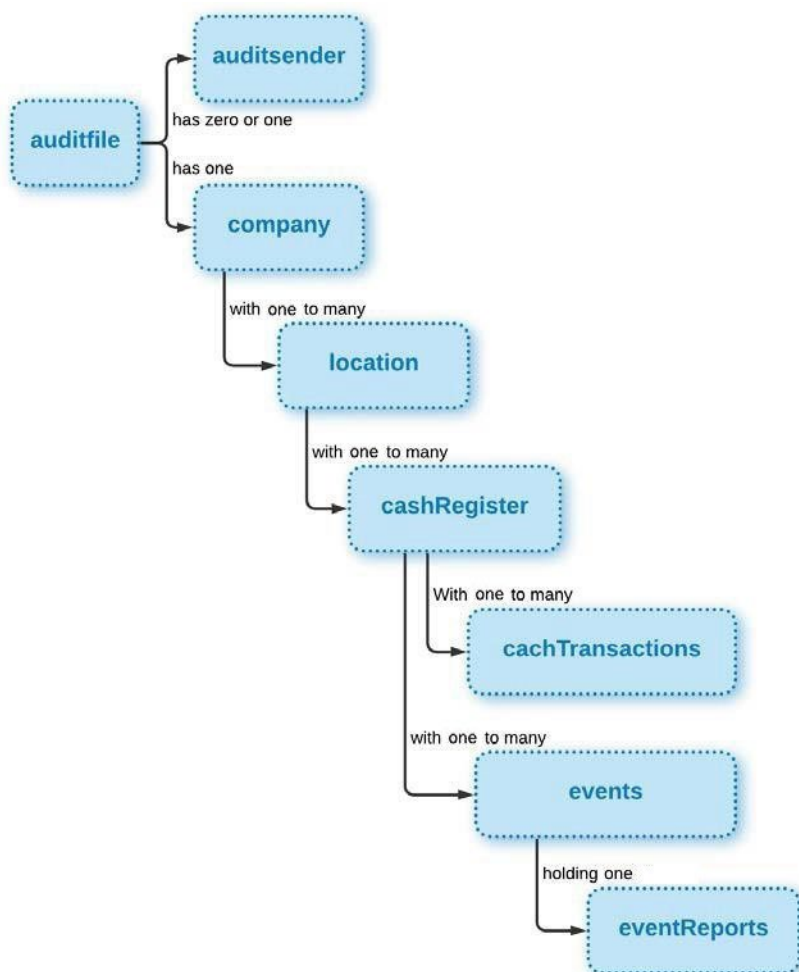 auditsender
has zero or one
auditfile
has one
company
with one to many
location
with one to many
cashRegister
With one to many
cachTransactions
with one to many
events
holding one
eventReports